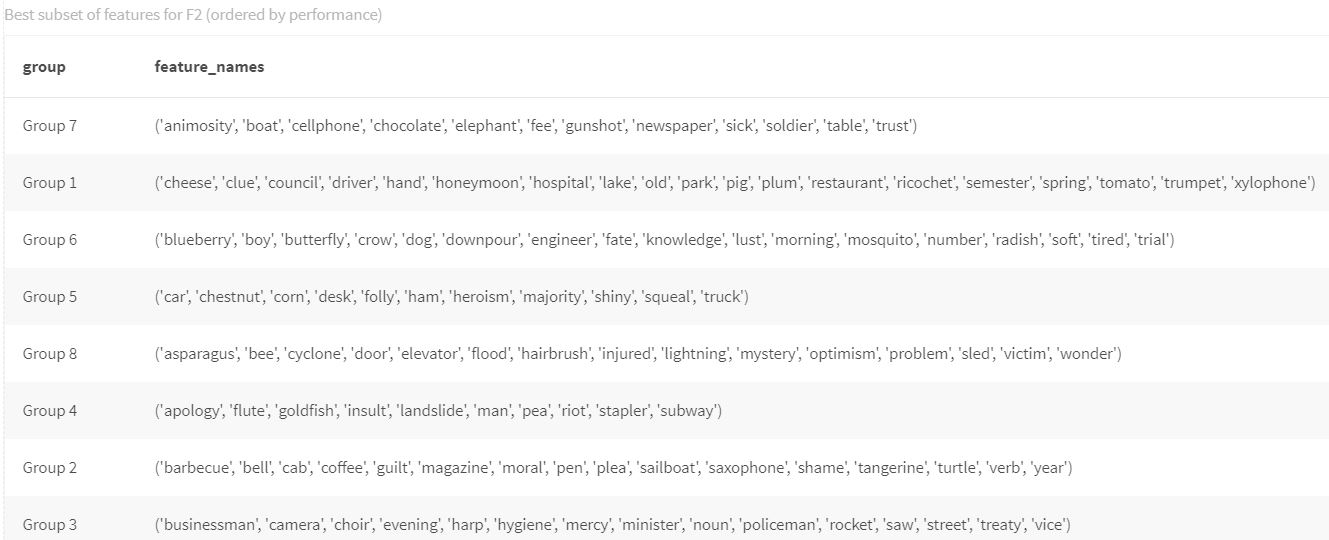 Best subset of features for F2 (ordered by performance)
group feature_names
Group 7 ('animosity', 'boat', 'cellphone', 'chocolate', 'elephant', 'fee', 'gunshot', 'newspaper', 'sick', 'soldier', 'table', 'trust')
Group 1 ('cheese', 'clue', 'council', 'driver', 'hand', 'honeymoon', 'hospital', 'lake', 'old', 'park', 'pig', 'plum', 'restaurant', 'ricochet', 'semester', 'spring', 'tomato', 'trumpet', 'xylophone')
Group 6 ('blueberry', 'boy', 'butterfly', 'crow', 'dog', 'downpour', 'engineer', 'fate', 'knowledge', 'lust', 'morning', 'mosquito', 'number', 'radish', 'soft', 'tired', 'trial')
Group 5 ('car', 'chestnut', 'corn', 'desk', 'folly', 'ham', 'heroism', 'majority', 'shiny', 'squeal', 'truck')
Group 8 ('asparagus', 'bee', 'cyclone', 'door', 'elevator', 'flood', 'hairbrush', 'injured', 'lightning', 'mystery', 'optimism', 'problem', 'sled', 'victim', 'wonder')
Group 4 ('apology', 'flute', 'goldfish', 'insult', 'landslide', 'man', 'pea', 'riot', 'stapler', 'subway')
Group 2 ('barbecue', 'bell', 'cab', 'coffee', 'guilt', 'magazine', 'moral', 'pen', 'plea', 'sailboat', 'saxophone', 'shame', 'tangerine', 'turtle', 'verb', 'year')
Group 3 ('businessman', 'camera', 'choir', 'evening', 'harp', 'hygiene', 'mercy', 'minister', 'noun', 'policeman', 'rocket', 'saw', 'street', 'treaty', 'vice')